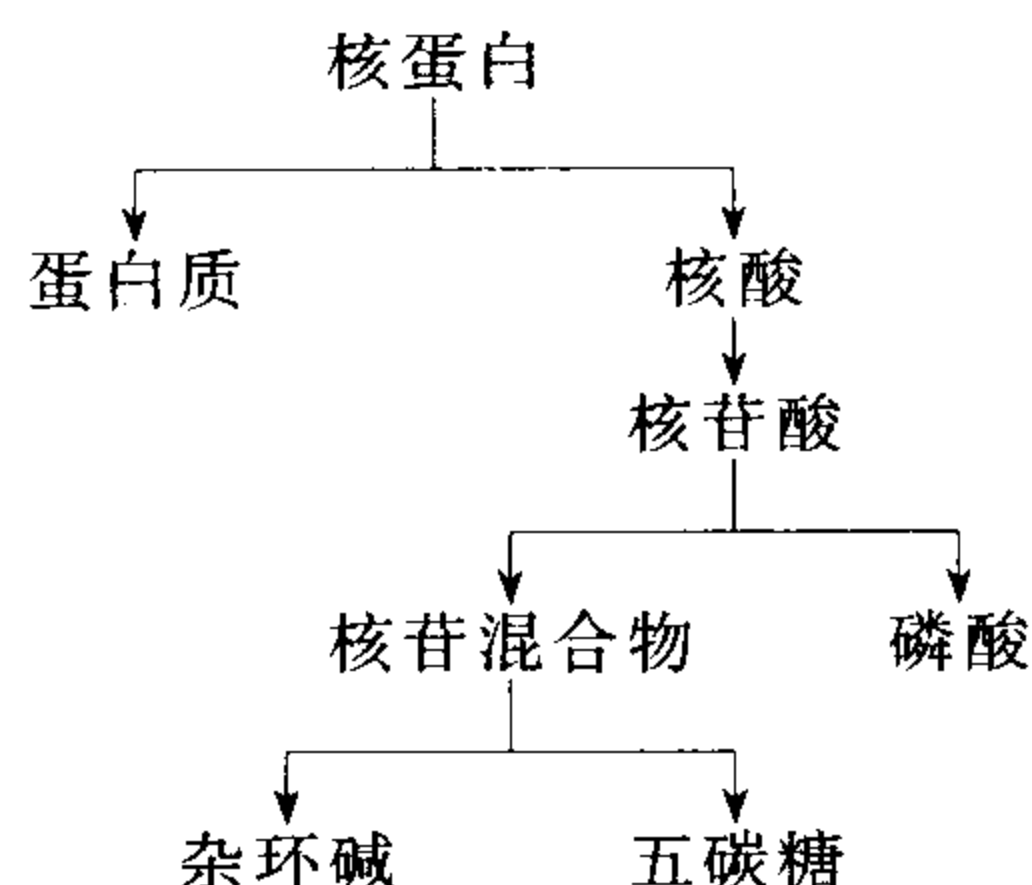 核蛋白
蛋白质 核酸
核苷酸
核苷混合物 磷酸
杂环碱 五碳糖